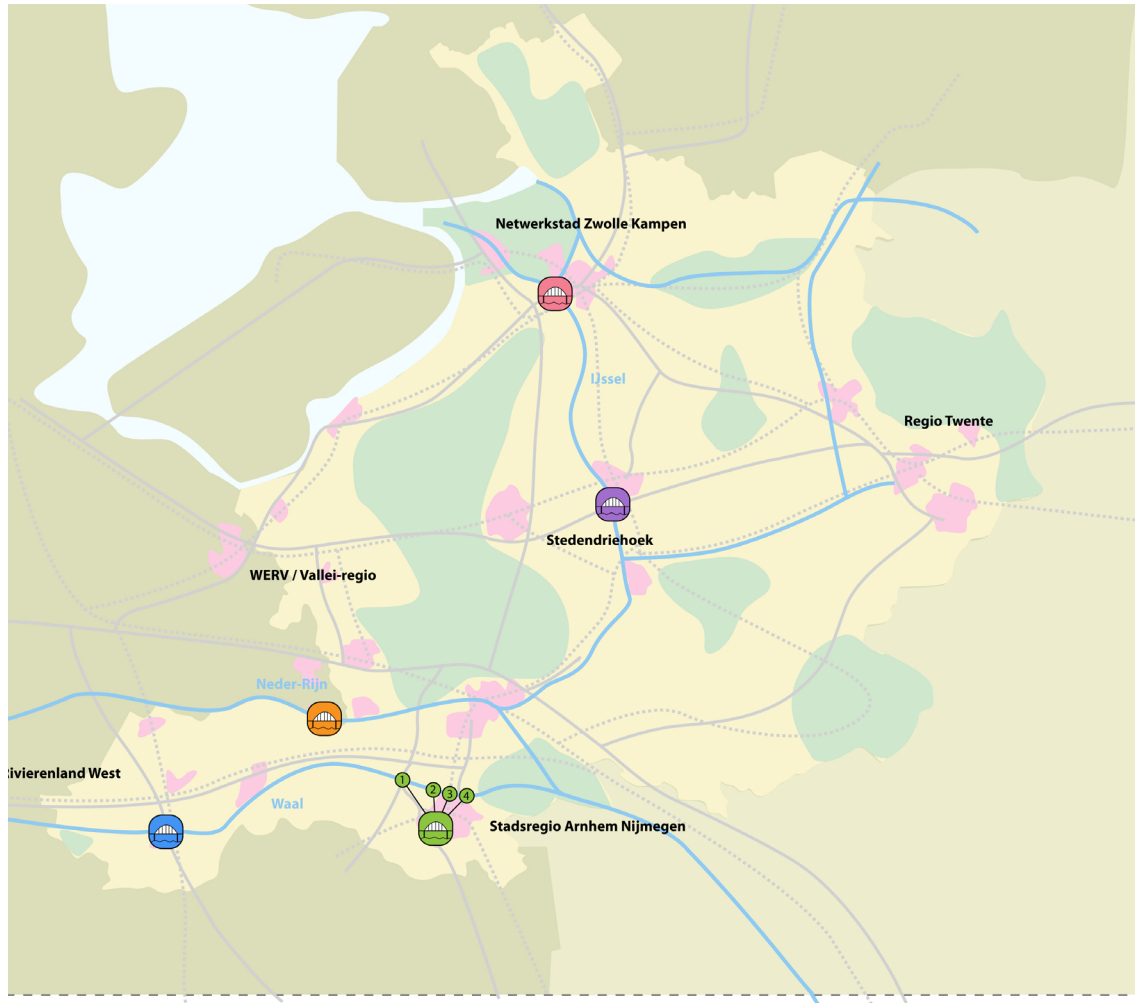 Netwerkstad Zwolle Kampen
IJssel
Regio Twente
Stedendriehoek
WERV / Vallei-regio
Neder-Rijn
ivierenland West
Waal
1
2
3
4
Stadsregio Arnhem Nijmegen